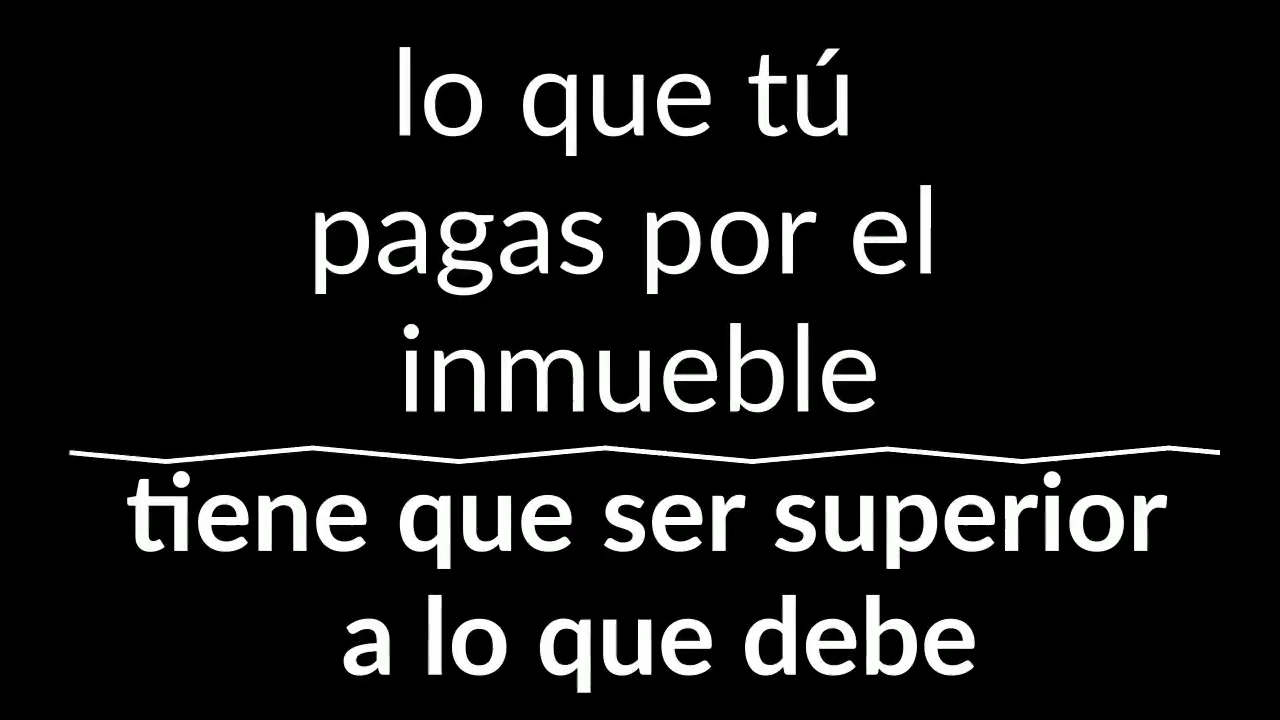 lo que tú
pagas por el
inmueble
tiene que ser superior
a lo que debe